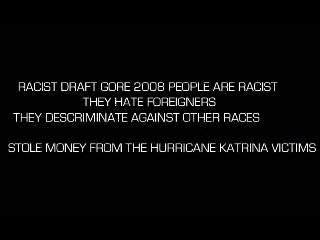 RACIST DRAFT GORE 2008 PEOPLE ARE RACIST
THEY HATE FOREIGNERS
THEY DESCRIMINATE AGAINST OTHER RACES
STOLE MONEY FROM THE HURRICANE KATRINA VICTIMS